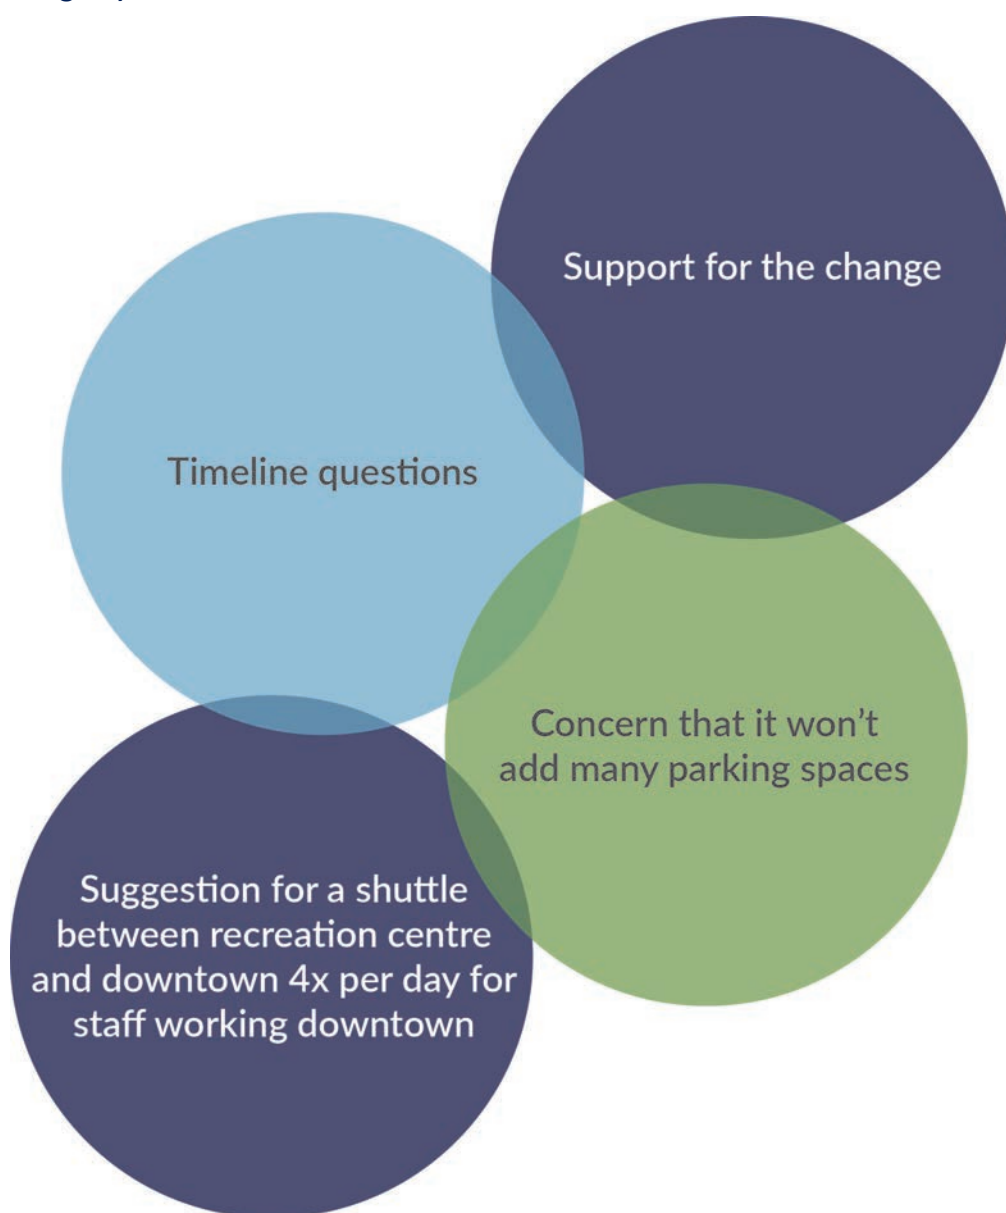 Support for the change
Timeline questions
Concern that it won't
add many parking spaces
Suggestion for a shuttle
between recreation centre
and downtown 4x per day for
staff working downtown